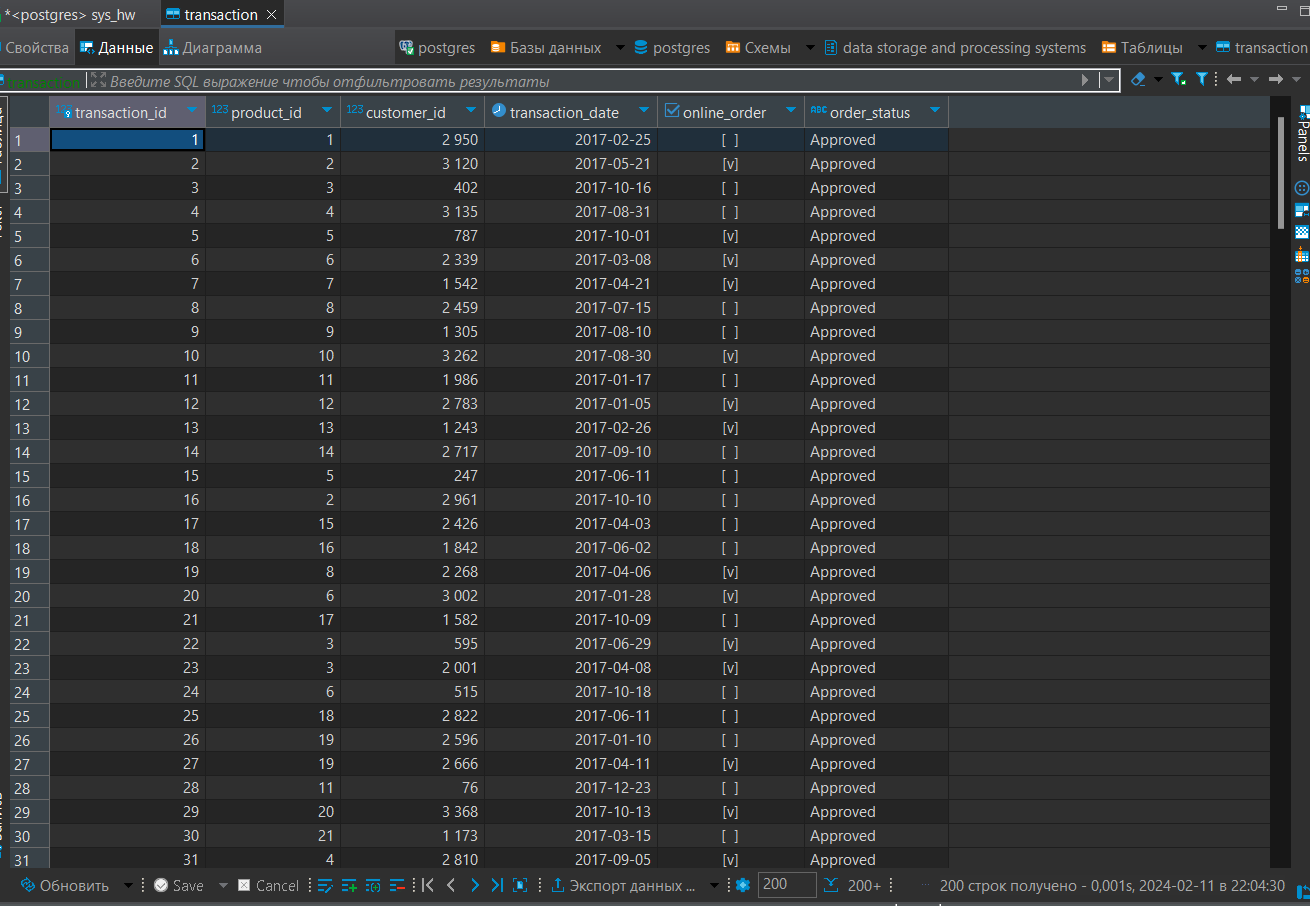 *<postgres> sys_hw transaction
Свойства Данные Диаграмма postgres Базы данных postgres Схемы data storage and processing systems Таблицы transaction
transaction Введите SQL выражение чтобы отфильтровать результаты
123 transaction_id 123 product_id 123 customer_id transaction_date online_order ABC order_status
1 1 1 2 950 2017-02-25 [ ] Approved
2 2 2 3 120 2017-05-21 [v] Approved
3 3 3 402 2017-10-16 [ ] Approved
4 4 4 3 135 2017-08-31 [ ] Approved
5 5 5 787 2017-10-01 [v] Approved
6 6 6 2 339 2017-03-08 [v] Approved
7 7 7 1 542 2017-04-21 [v] Approved
8 8 8 2 459 2017-07-15 [ ] Approved
9 9 9 1 305 2017-08-10 [ ] Approved
10 10 10 3 262 2017-08-30 [v] Approved
11 11 11 1 986 2017-01-17 [ ] Approved
12 12 12 2 783 2017-01-05 [v] Approved
13 13 13 1 243 2017-02-26 [v] Approved
14 14 14 2 717 2017-09-10 [ ] Approved
15 15 5 247 2017-06-11 [ ] Approved
16 16 2 2 961 2017-10-10 [ ] Approved
17 17 15 2 426 2017-04-03 [ ] Approved
18 18 16 1 842 2017-06-02 [ ] Approved
19 19 8 2 268 2017-04-06 [v] Approved
20 20 6 3 002 2017-01-28 [v] Approved
21 21 17 1 582 2017-10-09 [ ] Approved
22 22 3 595 2017-06-29 [v] Approved
23 23 3 2 001 2017-04-08 [v] Approved
24 24 6 515 2017-10-18 [ ] Approved
25 25 18 2 822 2017-06-11 [ ] Approved
26 26 19 2 596 2017-01-10 [ ] Approved
27 27 19 2 666 2017-04-11 [v] Approved
28 28 11 76 2017-12-23 [ ] Approved
29 29 20 3 368 2017-10-13 [v] Approved
30 30 21 1 173 2017-03-15 [ ] Approved
31 31 4 2 810 2017-09-05 [v] Approved
Panels
Обновить Save Cancel Экспорт данных ... 200 200+ ... 200 строк получено - 0,001s, 2024-02-11 в 22:04:30